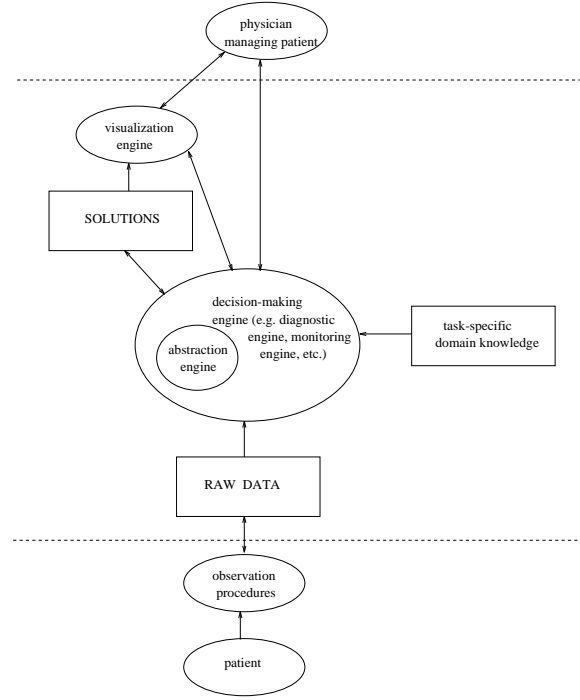 physician
managing patient
visualization
engine
SOLUTIONS
decision-making
engine (e.g. diagnostic
engine, monitoring
engine, etc.)
abstraction
engine
task-specific
domain knowledge
RAW DATA
observation
procedures
patient